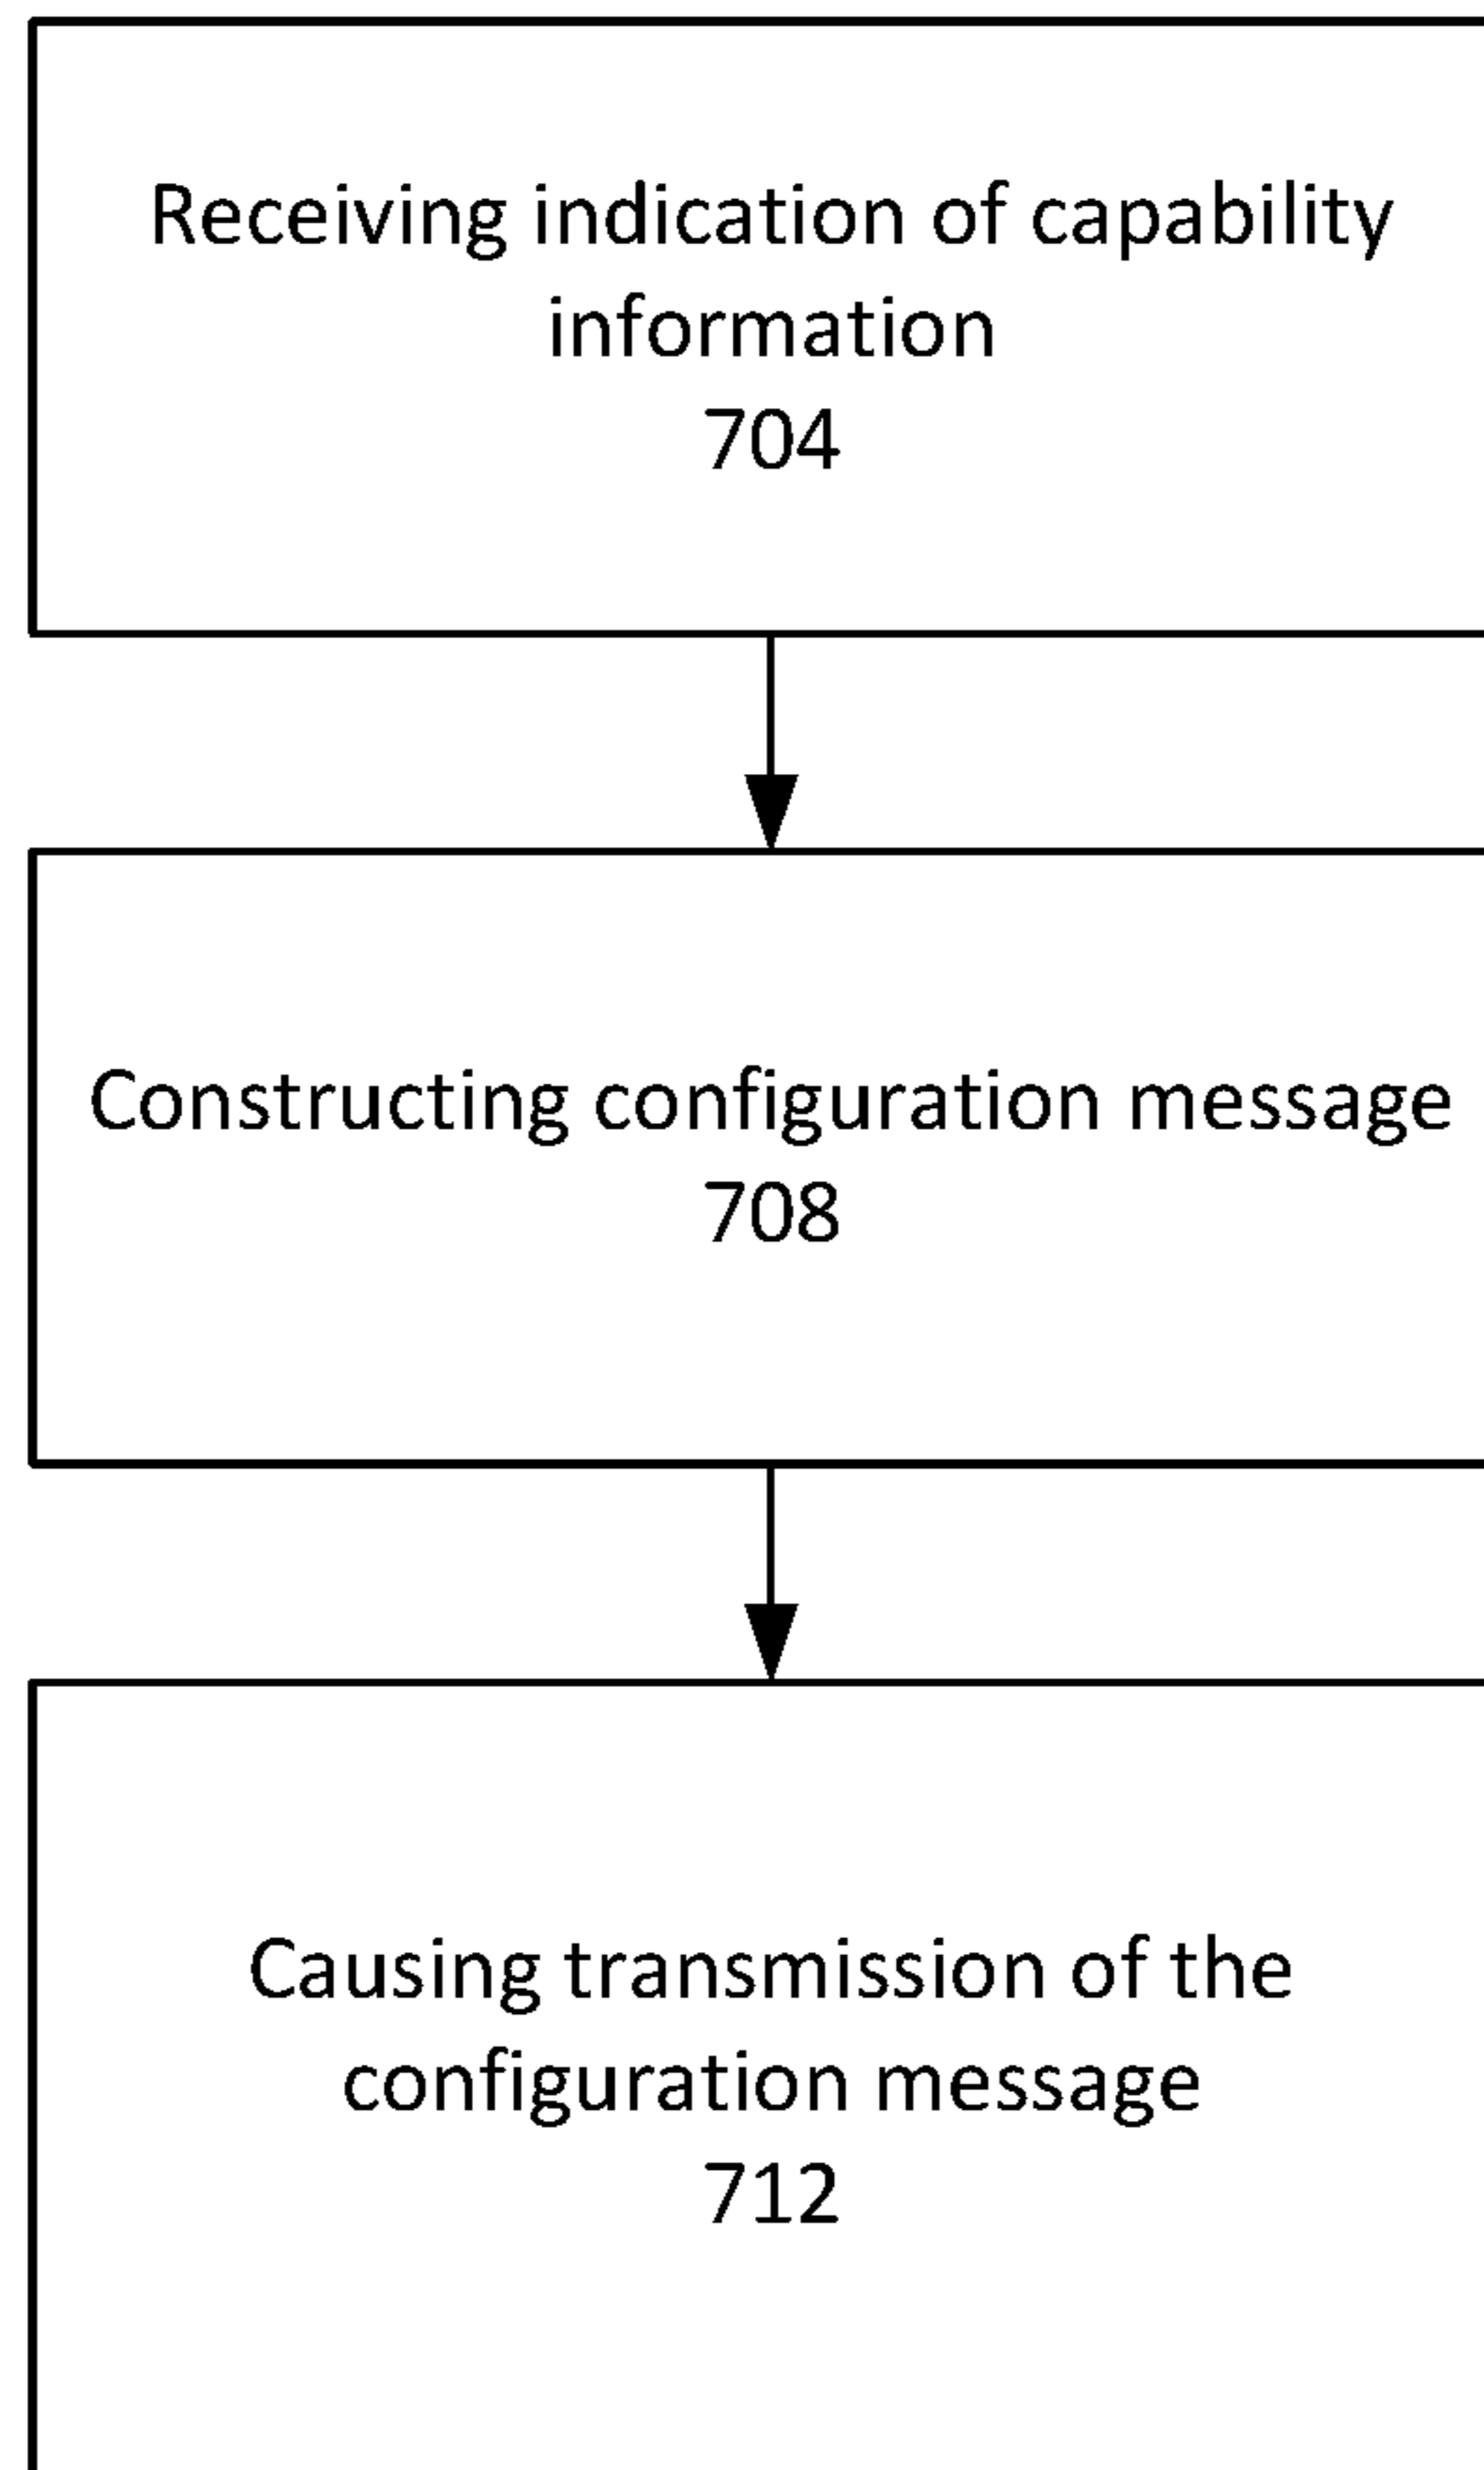 Receiving indication of capability
information
704
Constructing configuration message
708
Causing transmission of the
configuration message
712